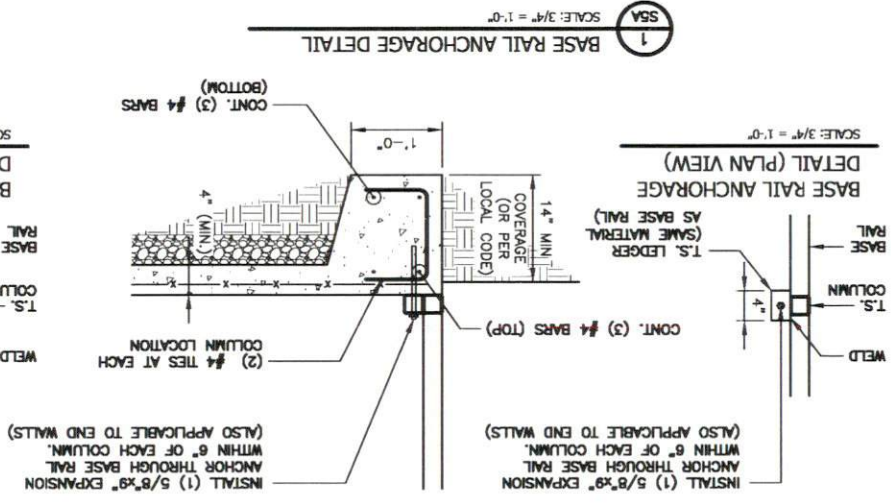 INSTALL (1) 5/8"x9" EXPANSION
ANCHOR THROUGH BASE RAIL
WITHIN 6" OF EACH COLUMN.
(ALSO APPLICABLE TO END WALLS)
WELD
T.S.
COLUMN
BASE
RAIL
4"
T.S. LEDGER
(SAME MATERIAL
AS BASE RAIL)
BASE RAIL ANCHORAGE
DETAIL (PLAN VIEW)
SCALE: 3/4" = 1'-0"
INSTALL (1) 5/8"x9" EXPANSION
ANCHOR THROUGH BASE RAIL
WITHIN 6" OF EACH COLUMN.
(ALSO APPLICABLE TO END WALLS)
(2) #4 TIES AT EACH
COLUMN LOCATION
CONT. (3) #4 BARS (TOP)
14" MIN
COVERAGE
(OR PER
LOCAL CODE)
4" (MIN.)
1'-0"
CONT. (3) #4 BARS
(BOTTOM)
1
S5A
BASE RAIL ANCHORAGE DETAIL
SCALE: 3/4" = 1'-0"
WELD
T.S.
COLU
BASE
RAIL
B
D
SC